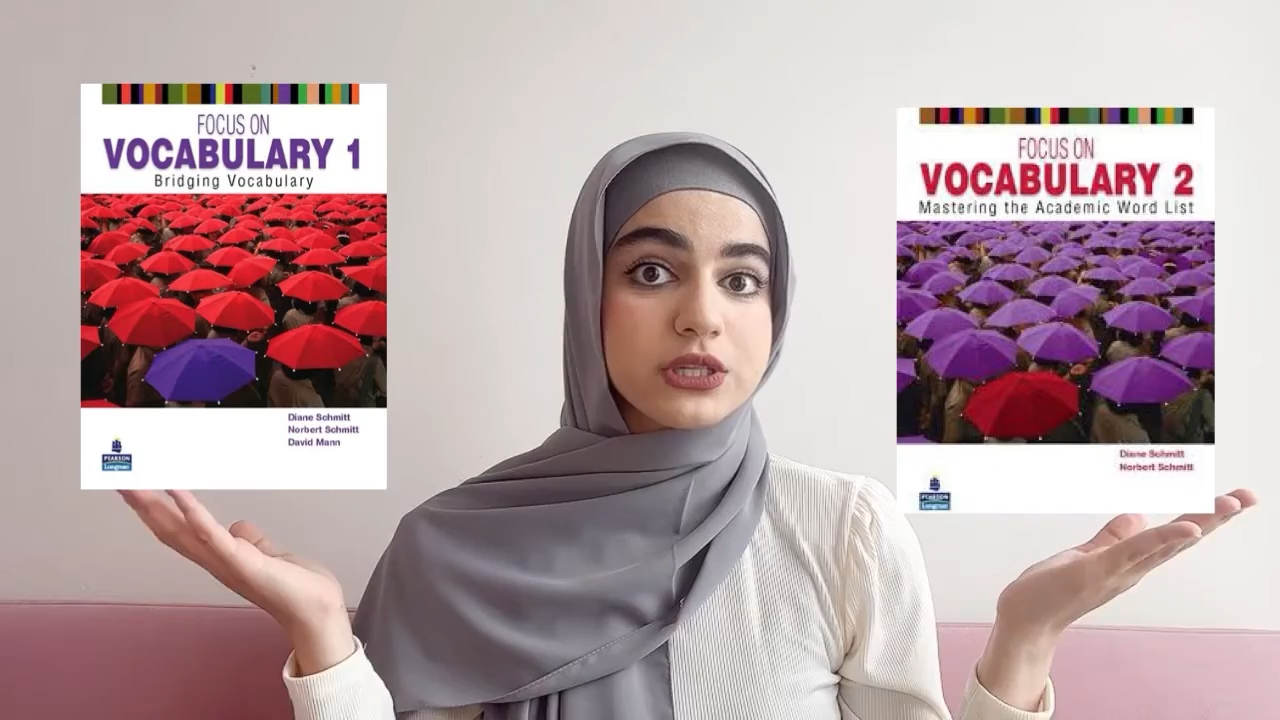 FOCUS ON
VOCABULARY 1
Bridging Vocabulary
Diane Schmitt
Norbert Schmitt
David Mann
PEARSON
Longman
FOCUS ON
VOCABULARY 2
Mastering the Academic Word List
Diane Schmitt
Norbert Schmitt
PEARSON
Longman